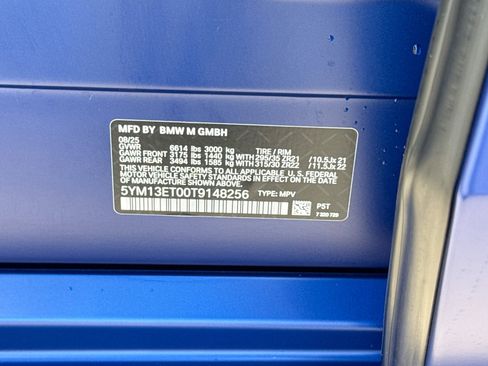 MFD BY BMW M GMBH
08/25
GVWR 6614 lbs 3000 kg TIRE / RIM
GAWR FRONT 3175 lbs 1440 kg WITH 295/35 ZR21 /10.5Jx 21
GAWR REAR 3494 lbs 1585 kg WITH 315/30 ZR22 /11.5Jx 22
THIS VEHICLE CONFORMS TO ALL APPLICABLE FEDERAL
MOTOR VEHICLE SAFETY STANDARDS IN EFFECT ON
THE DATE OF MANUFACTURE SHOWN ABOVE.
5YM13ET00T9148256 TYPE: MPV
P5T